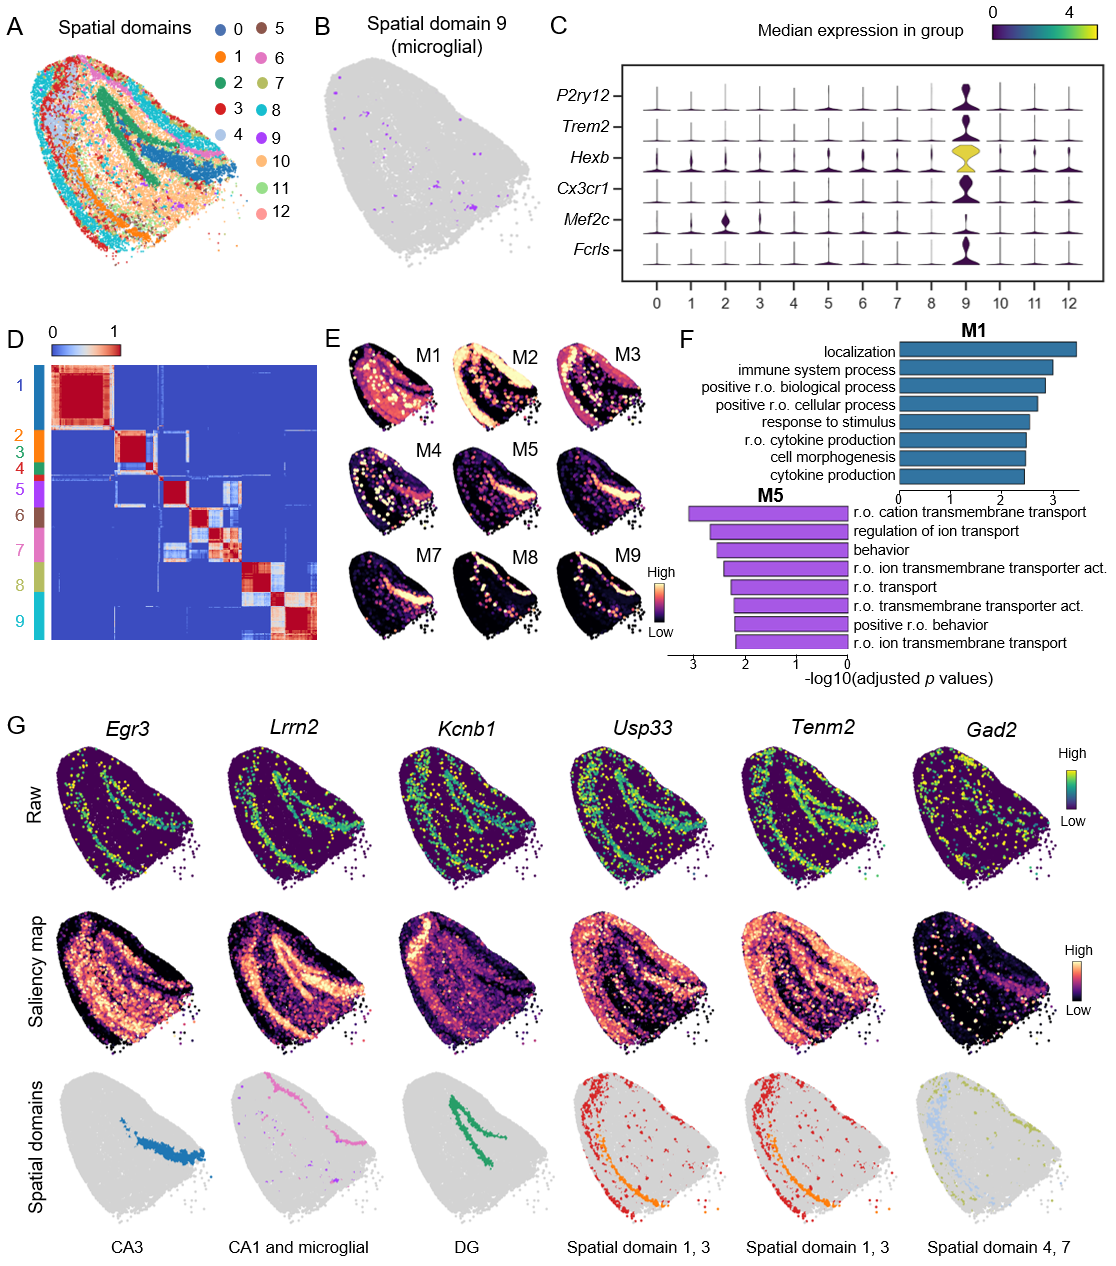 A
Spatial domains
0
1
2
3
4
5
6
7
8
9
10
11
12
B
Spatial domain 9
(microglial)
C
Median expression in group
0
4
P2ry12
Trem2
Hexb
Cx3cr1
Mef2c
Fcrls
0 1 2 3 4 5 6 7 8 9 10 11 12
D
0
1
1
2
3
4
5
6
7
8
9
E
M1
M2
M3
M4
M5
M7
M8
M9
High
Low
F
M1
localization
immune system process
positive r.o. biological process
positive r.o. cellular process
response to stimulus
r.o. cytokine production
cell morphogenesis
cytokine production
0 1 2 3
M5
r.o. cation transmembrane transport
regulation of ion transport
behavior
r.o. ion transmembrane transporter act.
r.o. transport
r.o. transmembrane transporter act.
positive r.o. behavior
r.o. ion transmembrane transport
3 2 1 0
-log10(adjusted p values)
G
Egr3
Lrrn2
Kcnb1
Usp33
Tenm2
Gad2
Raw
High
Low
Saliency map
High
Low
Spatial domains
CA3
CA1 and microglial
DG
Spatial domain 1, 3
Spatial domain 1, 3
Spatial domain 4, 7